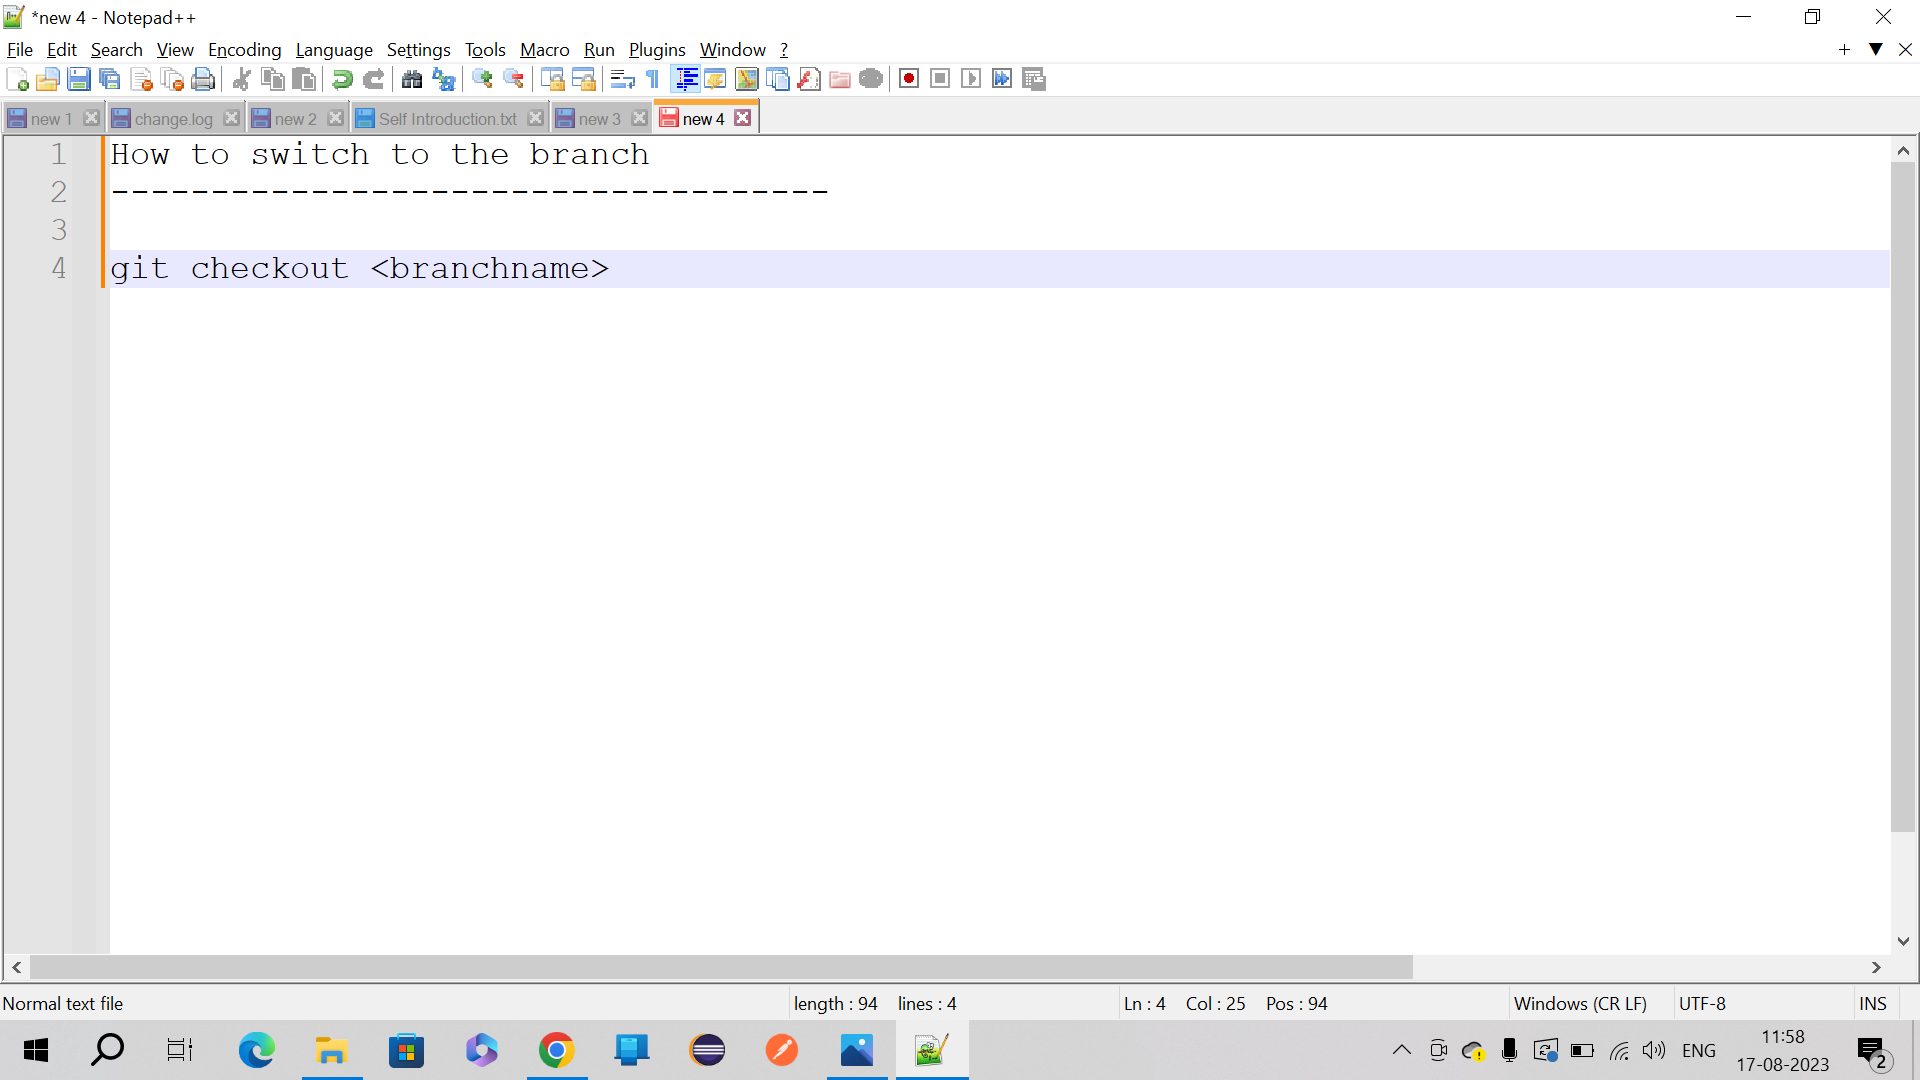 *new 4 - Notepad++
File Edit Search View Encoding Language Settings Tools Macro Run Plugins Window ?
new 1 change.log new 2 Self Introduction.txt new 3 new 4
1 How to switch to the branch
2 ------------------------------------
3
4 git checkout <branchname>
Normal text file length : 94 lines : 4 Ln : 4 Col : 25 Pos : 94 Windows (CR LF) UTF-8 INS
ENG
11:58
17-08-2023
2